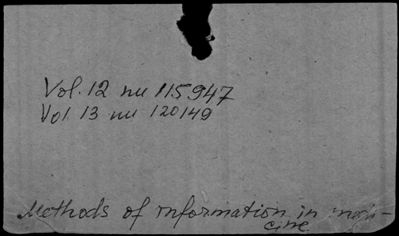 Vol. 12 nu 115947
Vol 13 nu 120149
Methods of information in medi-
cine